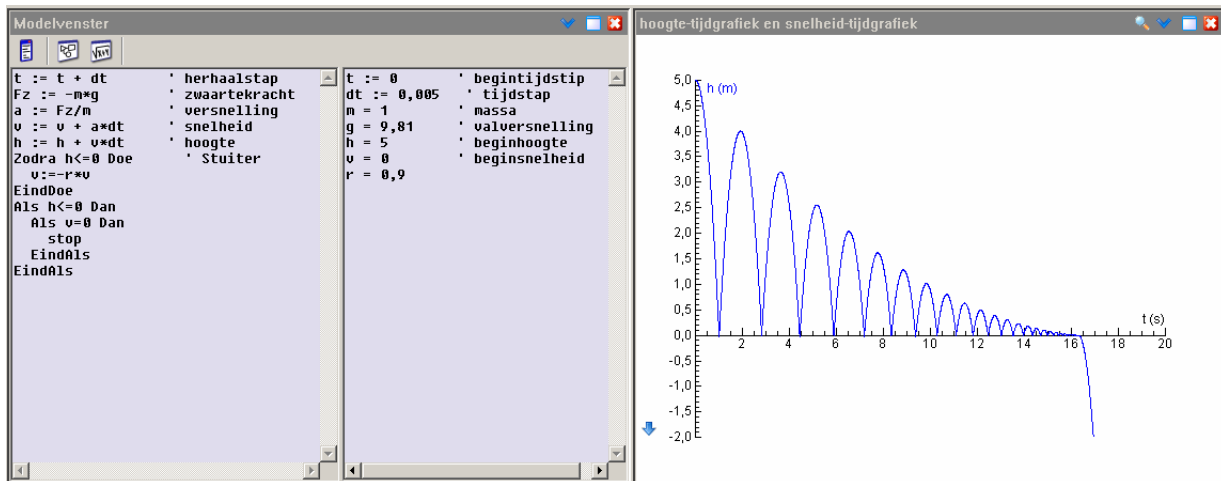 Modelvenster
t := t + dt ' herhaalstap
Fz := -m*g ' zwaartekracht
a := Fz/m ' versnelling
v := v + a*dt ' snelheid
h := h + v*dt ' hoogte
Zodra h<=0 Doe ' Stuiter
v:=-r*v
EindDoe
Als h<=0 Dan
Als v=0 Dan
stop
EindAls
EindAls
t := 0 ' begintijdstip
dt := 0,005 ' tijdstap
m = 1 ' massa
g = 9,81 ' valversnelling
h = 5 ' beginhoogte
v = 0 ' beginsnelheid
r = 0,9
hoogte-tijdgrafiek en snelheid-tijdgrafiek
5,0
h (m)
4,5
4,0
3,5
3,0
2,5
2,0
1,5
1,0
0,5
t (s)
0,0
2 4 6 8 10 12 14 16 18 20
-0,5
-1,0
-1,5
-2,0